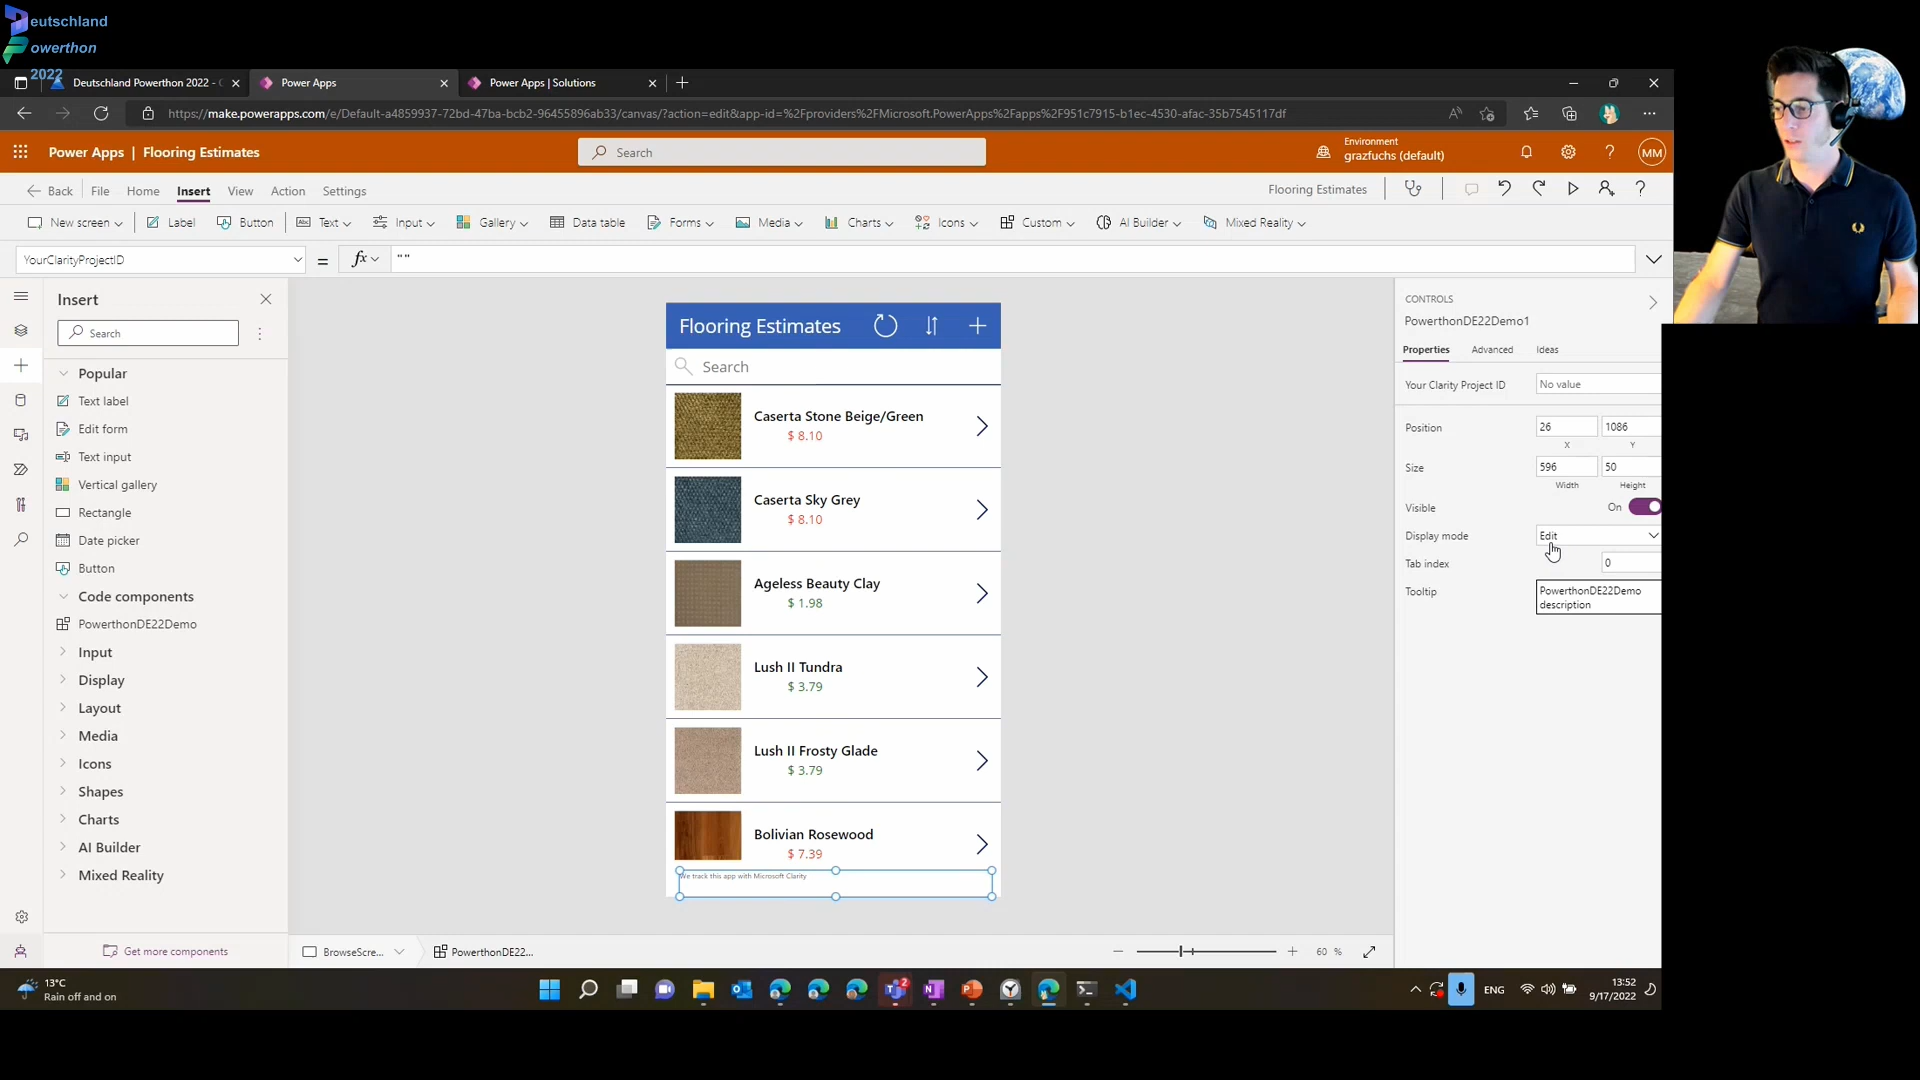 Deutschland
Powerthon
2022
Deutschland Powerthon 2022 -
Power Apps
Power Apps | Solutions
https://make.powerapps.com/e/Default-a4859937-72bd-47ba-bcb2-96455896ab33/canvas/?action=edit&app-id=%2Fproviders%2FMicrosoft.PowerApps%2Fapps%2F951c7915-b1ec-4530-afac-35b7545117df
Power Apps | Flooring Estimates
Search
Environment
grazfuchs (default)
MM
Back
File
Home
Insert
View
Action
Settings
Flooring Estimates
New screen
Label
Button
Text
Input
Gallery
Data table
Forms
Media
Charts
Icons
Custom
AI Builder
Mixed Reality
YourClarityProjectID
=
fx
""
Insert
Search
Popular
Text label
Edit form
Text input
Vertical gallery
Rectangle
Date picker
Button
Code components
PowerthonDE22Demo
Input
Display
Layout
Media
Icons
Shapes
Charts
AI Builder
Mixed Reality
Get more components
Flooring Estimates
Search
Caserta Stone Beige/Green
$ 8.10
Caserta Sky Grey
$ 8.10
Ageless Beauty Clay
$ 1.98
Lush II Tundra
$ 3.79
Lush II Frosty Glade
$ 3.79
Bolivian Rosewood
$ 7.39
We track this app with Microsoft Clarity
BrowseScre...
PowerthonDE22...
60 %
CONTROLS
PowerthonDE22Demo1
Properties
Advanced
Ideas
Your Clarity Project ID
No value
Position
26
1086
X
Y
Size
596
50
Width
Height
Visible
On
Display mode
Edit
Tab index
0
Tooltip
PowerthonDE22Demo
description
13°C
Rain off and on
2
ENG
13:52
9/17/2022